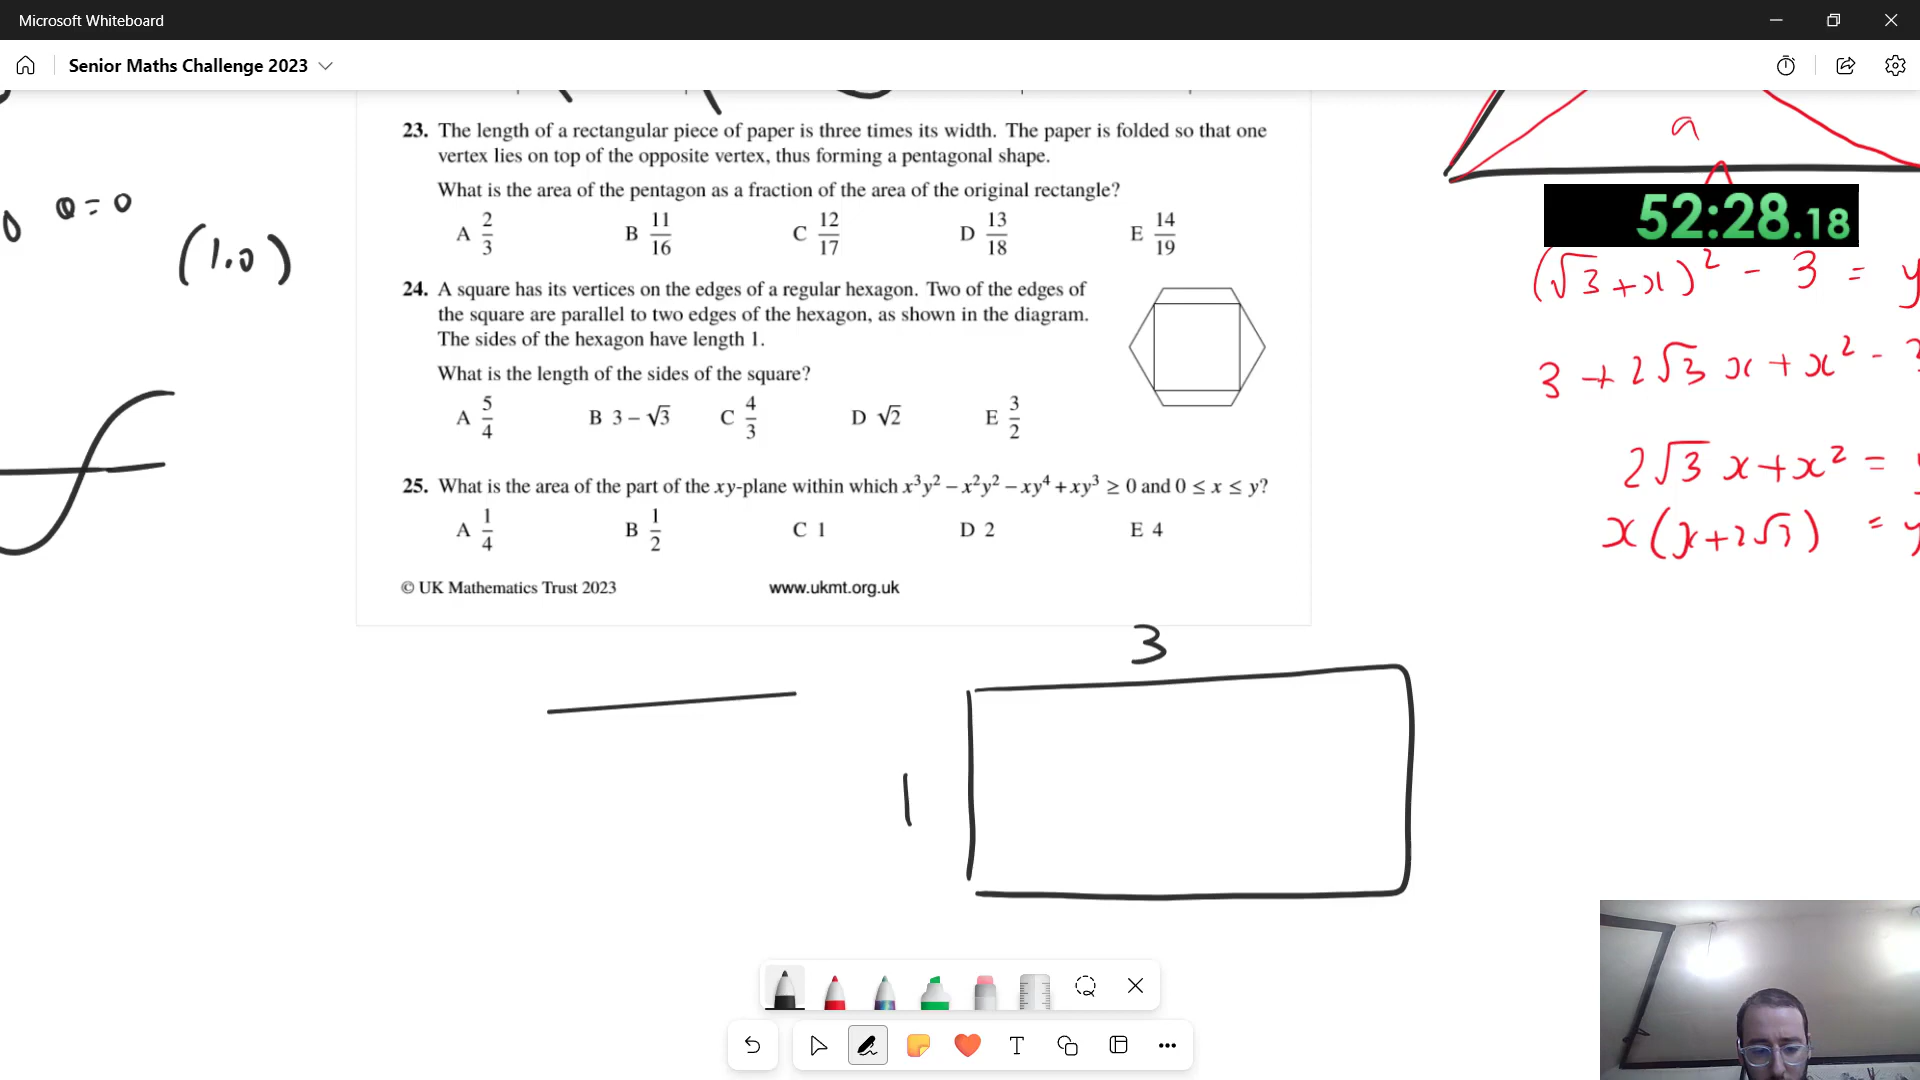 Microsoft Whiteboard
Senior Maths Challenge 2023
23. The length of a rectangular piece of paper is three times its width. The paper is folded so that one
vertex lies on top of the opposite vertex, thus forming a pentagonal shape.
What is the area of the pentagon as a fraction of the area of the original rectangle?
A 2/3 B 11/16 C 12/17 D 13/18 E 14/19
24. A square has its vertices on the edges of a regular hexagon. Two of the edges of
the square are parallel to two edges of the hexagon, as shown in the diagram.
The sides of the hexagon have length 1.
What is the length of the sides of the square?
A 5/4 B 3 − √3 C 4/3 D √2 E 3/2
25. What is the area of the part of the xy-plane within which x³y² − x²y² − xy⁴ + xy³ ≥ 0 and 0 ≤ x ≤ y?
A 1/4 B 1/2 C 1 D 2 E 4
© UK Mathematics Trust 2023 www.ukmt.org.uk
θ = 0
(1.0)
3
1
a
52:28.18
(√3 + x)² - 3 = y
3 + 2√3 x + x² -
2√3 x + x² =
x(x + 2√3) = y
T